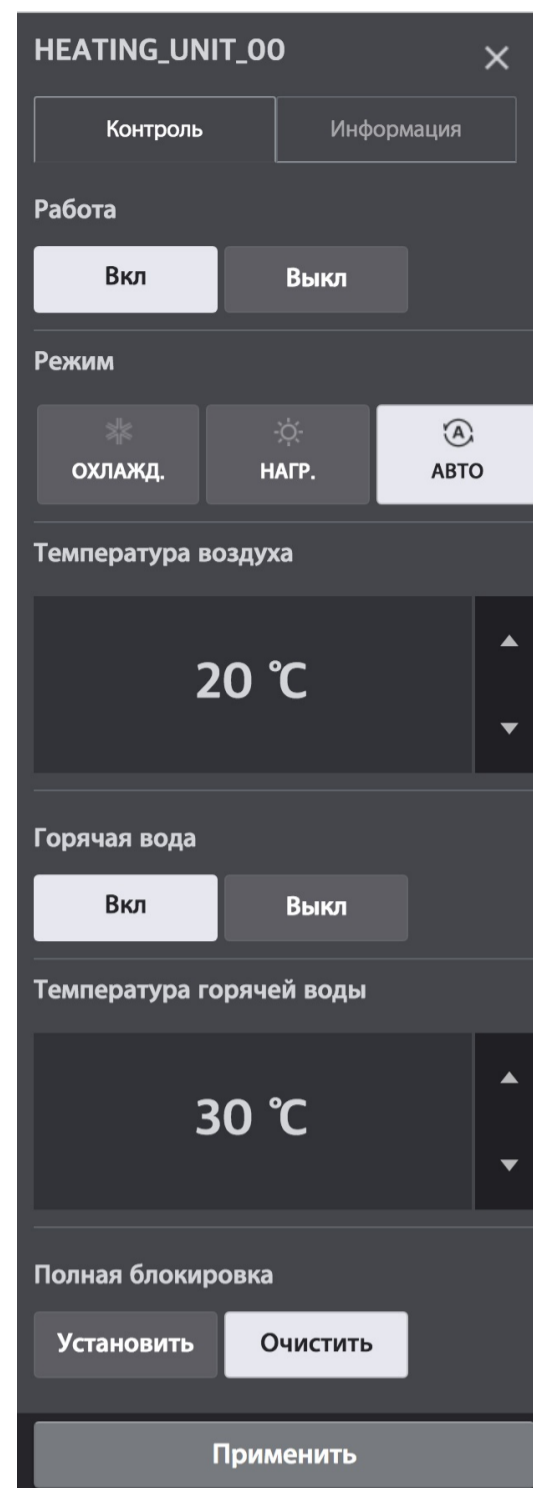 HEATING_UNIT_00
Контроль Информация
Работа
Вкл Выкл
Режим
ОХЛАЖД. НАГР. АВТО
Температура воздуха
20 ℃
Горячая вода
Вкл Выкл
Температура горячей воды
30 ℃
Полная блокировка
Установить Очистить
Применить